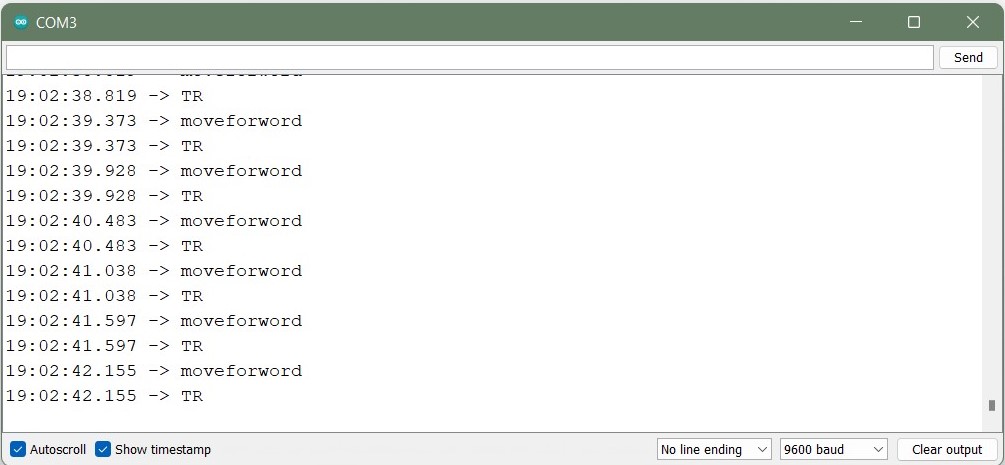 COM3
Send
19:02:38.819 -> TR
19:02:39.373 -> moveforword
19:02:39.373 -> TR
19:02:39.928 -> moveforword
19:02:39.928 -> TR
19:02:40.483 -> moveforword
19:02:40.483 -> TR
19:02:41.038 -> moveforword
19:02:41.038 -> TR
19:02:41.597 -> moveforword
19:02:41.597 -> TR
19:02:42.155 -> moveforword
19:02:42.155 -> TR
Autoscroll Show timestamp No line ending 9600 baud Clear output